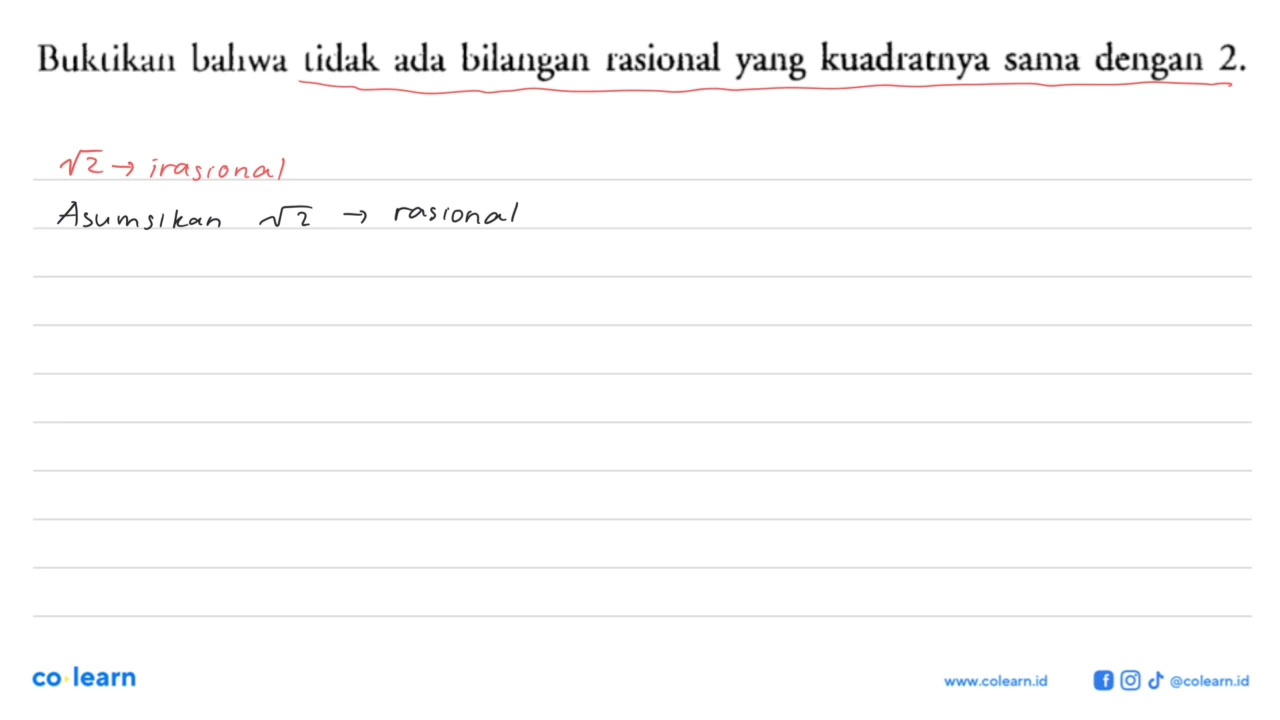 Buktikan bahwa tidak ada bilangan rasional yang kuadratnya sama dengan 2.
√2 → irasional
Asumsikan √2 → rasional
co learn
www.colearn.id @colearn.id